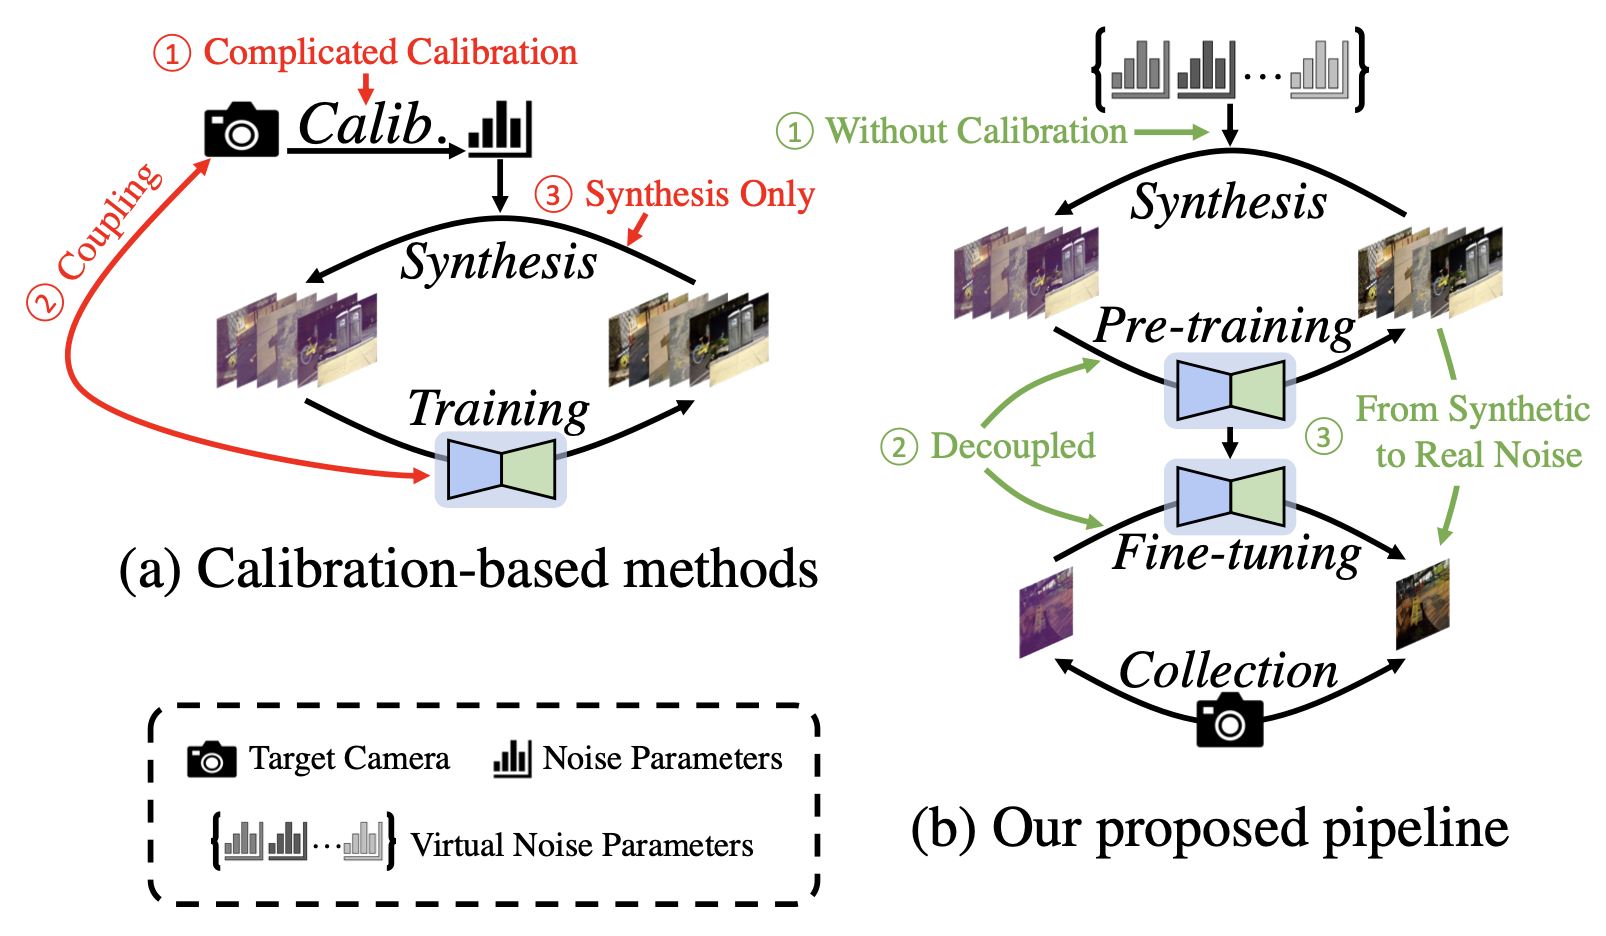 ① Complicated Calibration
Calib.
② Coupling
③ Synthesis Only
Synthesis
Training
(a) Calibration-based methods
Target Camera
Noise Parameters
{ ... } Virtual Noise Parameters
{ ... }
① Without Calibration
Synthesis
Pre-training
② Decoupled
③ From Synthetic
to Real Noise
Fine-tuning
Collection
(b) Our proposed pipeline